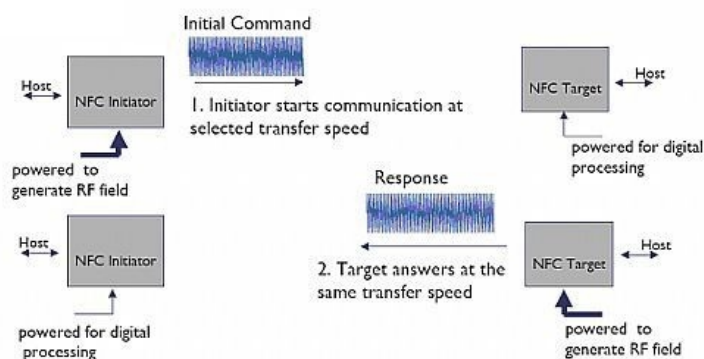 Initial Command
Host
NFC Initiator
1. Initiator starts communication at
selected transfer speed
powered to
generate RF field
Host
NFC Target
powered for digital
processing
Response
Host
NFC Initiator
2. Target answers at the
same transfer speed
powered for digital
processing
Host
NFC Target
powered to
generate RF field